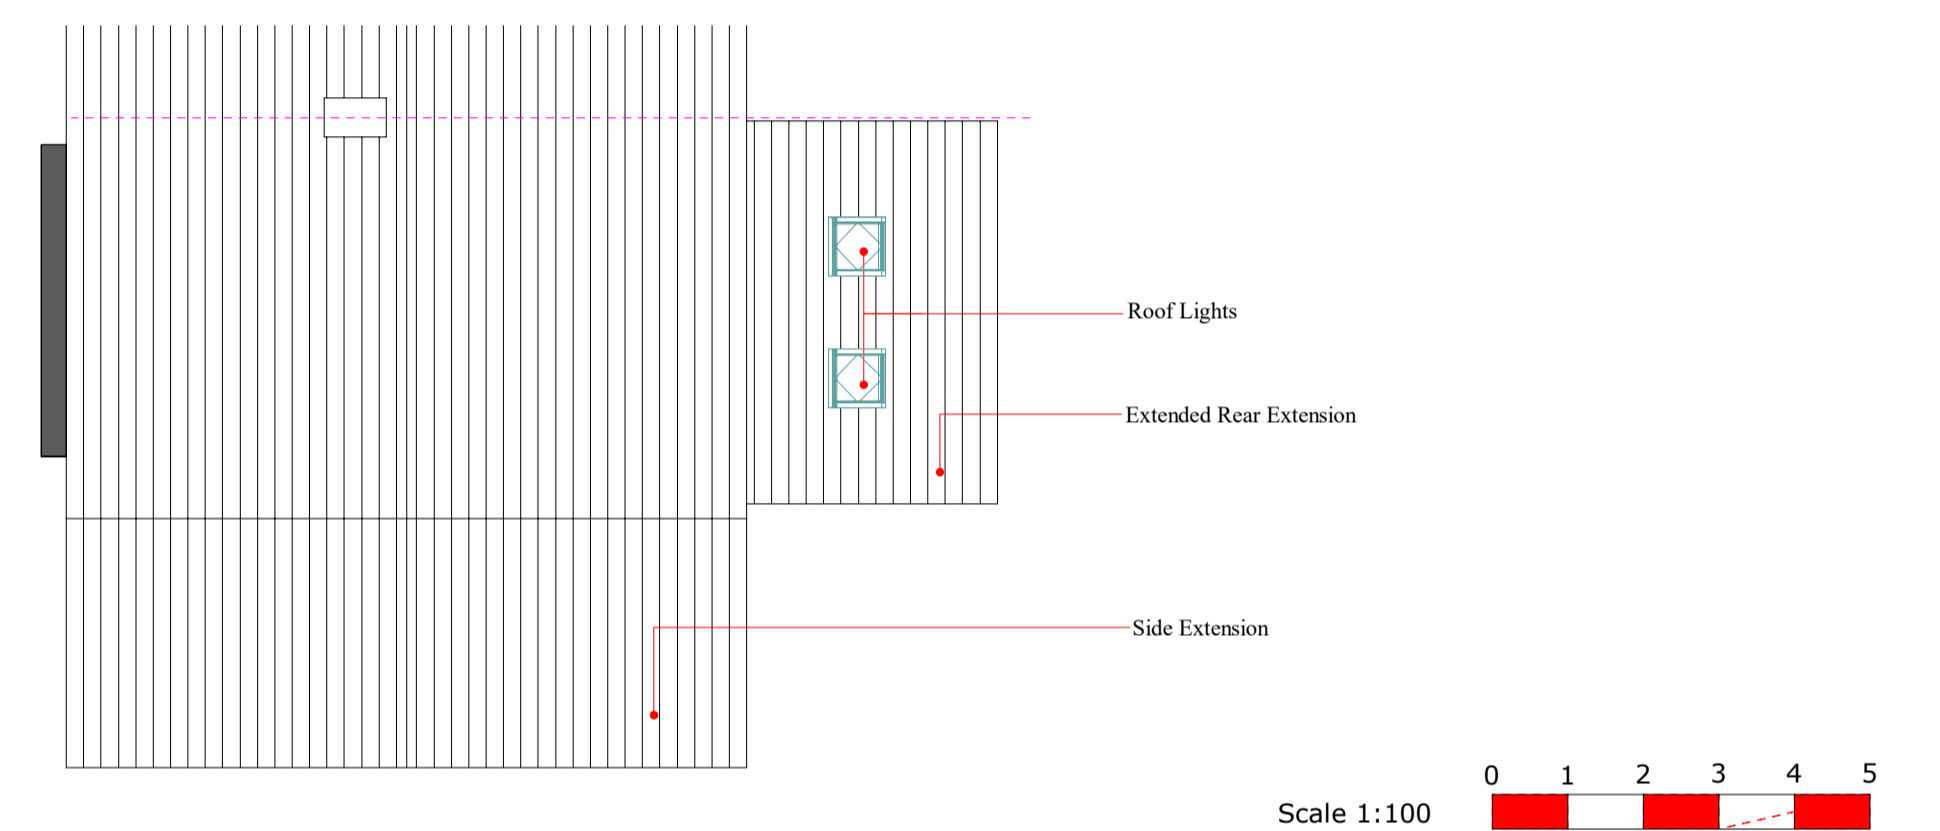 Roof Lights
Extended Rear Extension
Side Extension
0 1 2 3 4 5
Scale 1:100